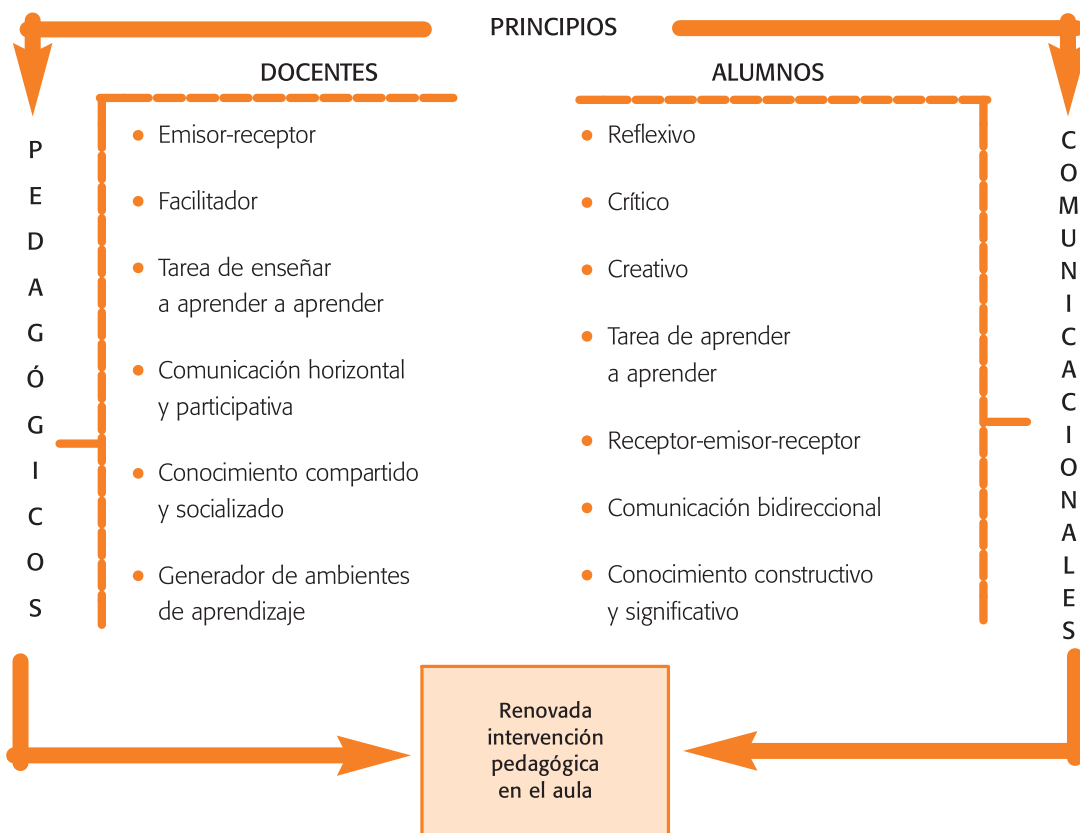 PRINCIPIOS
PEDAGÓGICOS
DOCENTES
• Emisor-receptor
• Facilitador
• Tarea de enseñar
a aprender a aprender
• Comunicación horizontal
y participativa
• Conocimiento compartido
y socializado
• Generador de ambientes
de aprendizaje
ALUMNOS
• Reflexivo
• Crítico
• Creativo
• Tarea de aprender
a aprender
• Receptor-emisor-receptor
• Comunicación bidireccional
• Conocimiento constructivo
y significativo
COMUNICACIONALES
Renovada
intervención
pedagógica
en el aula